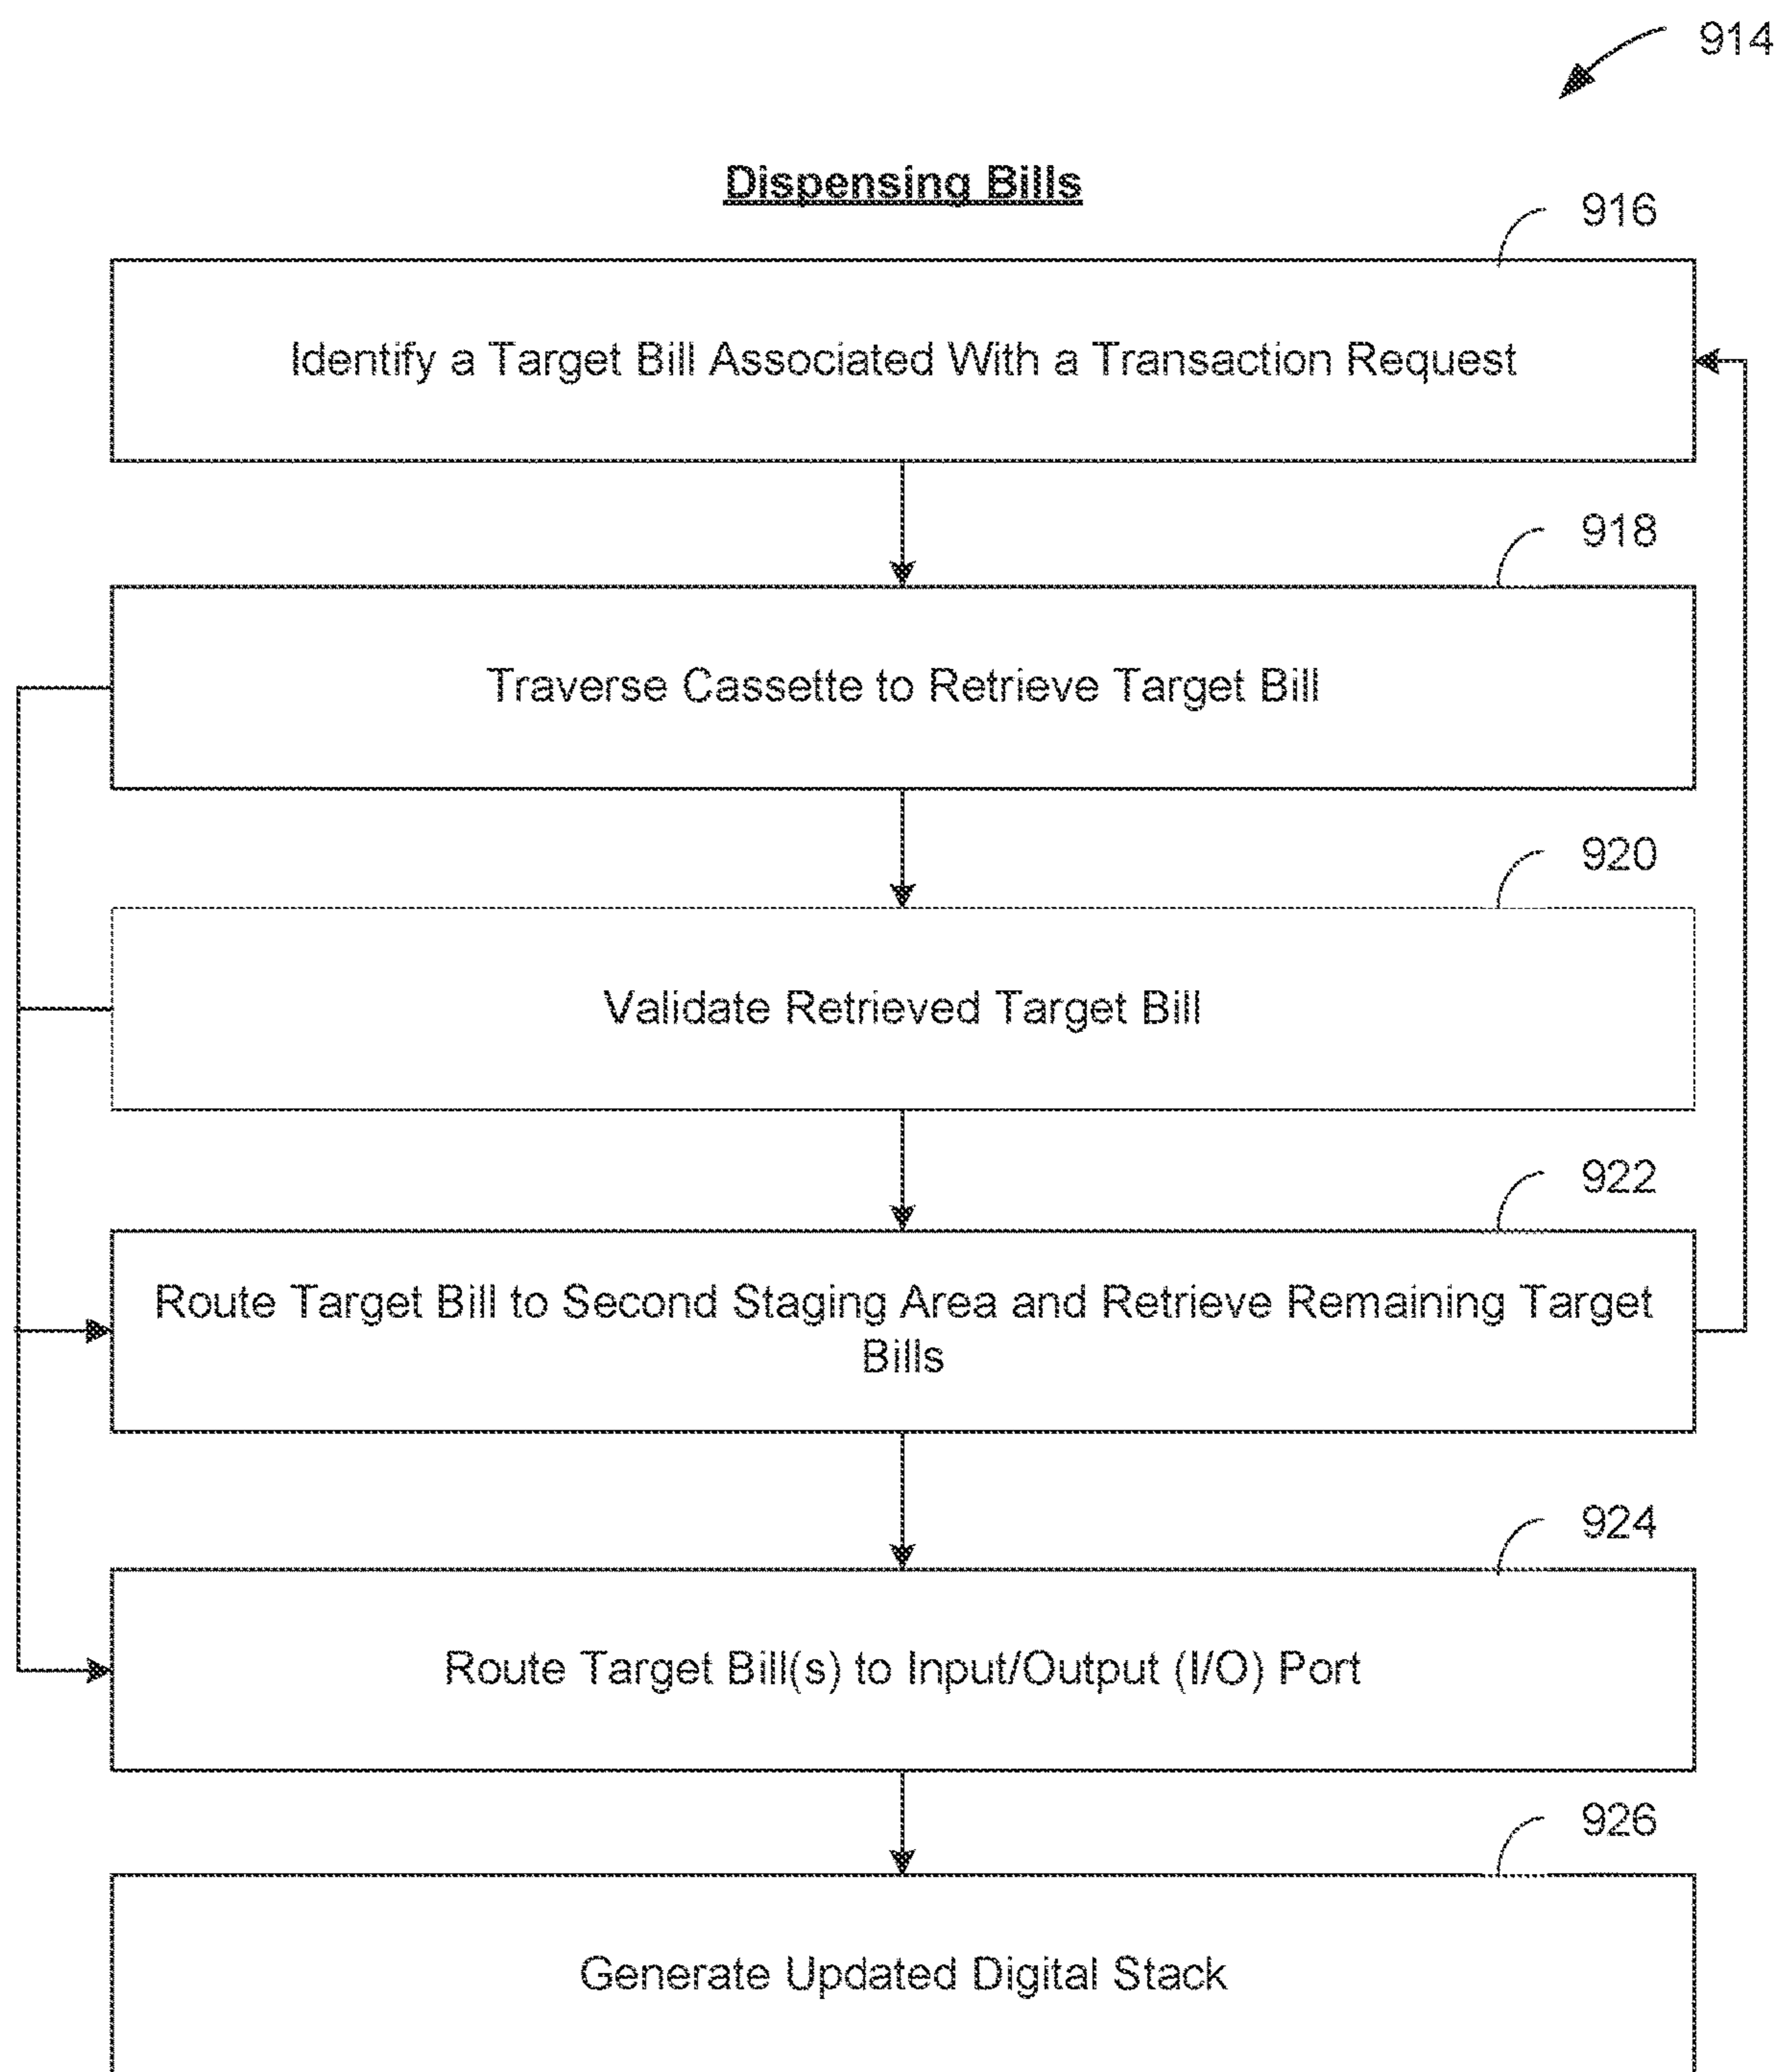 914
Dispensing Bills
916
Identify a Target Bill Associated With a Transaction Request
918
Traverse Cassette to Retrieve Target Bill
920
Validate Retrieved Target Bill
922
Route Target Bill to Second Staging Area and Retrieve Remaining Target
Bills
924
Route Target Bill(s) to Input/Output (I/O) Port
926
Generate Updated Digital Stack